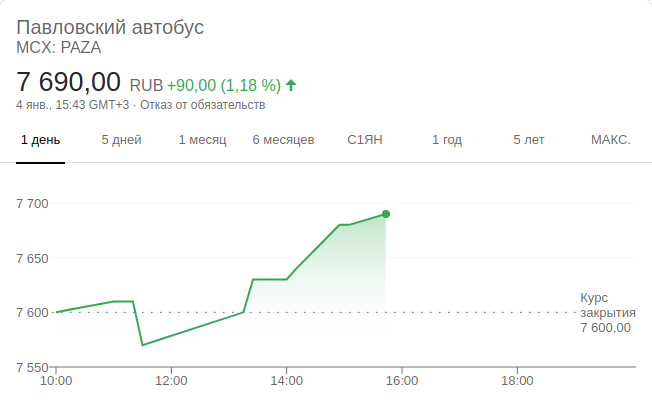 Павловский автобус
MCX: PAZA
7 690,00 RUB +90,00 (1,18 %)
4 янв., 15:43 GMT+3 · Отказ от обязательств
1 день 5 дней 1 месяц 6 месяцев С1ЯН 1 год 5 лет МАКС.
7 700
7 650
7 600
7 550
Курс
закрытия
7 600,00
10:00 12:00 14:00 16:00 18:00